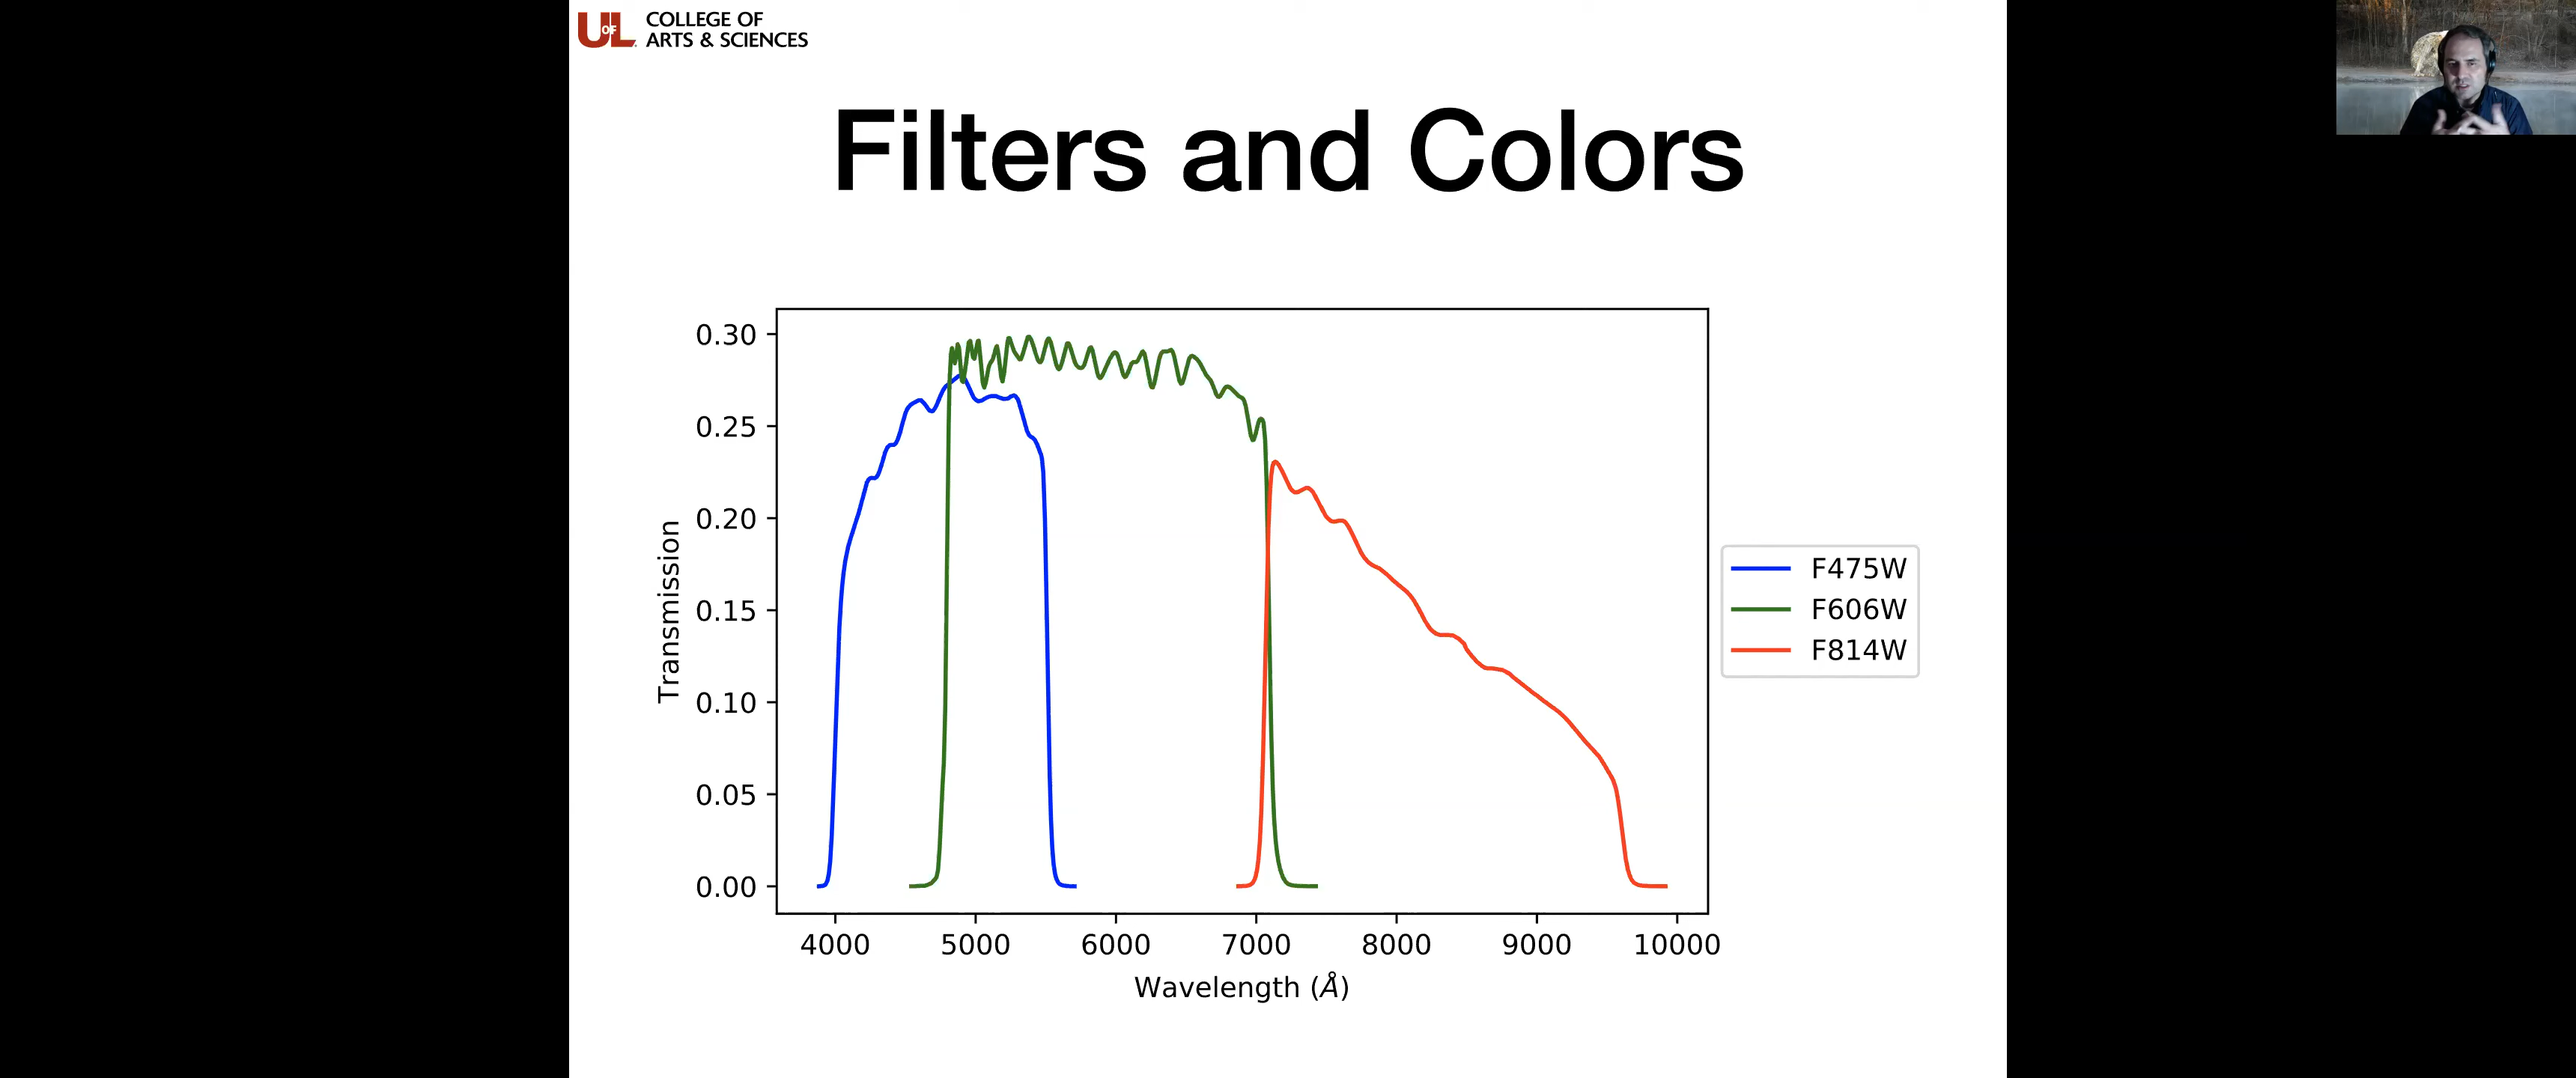 UofL COLLEGE OF
ARTS & SCIENCES
Filters and Colors
0.30
0.25
0.20
0.15
0.10
0.05
0.00
Transmission
4000 5000 6000 7000 8000 9000 10000
Wavelength (Å)
F475W
F606W
F814W